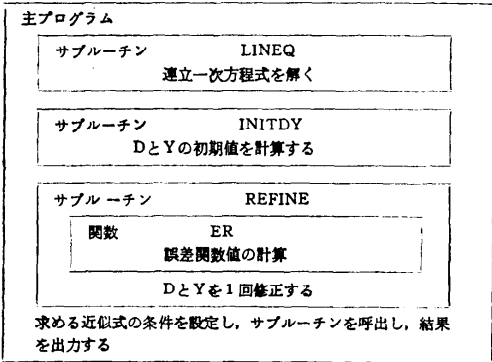 主プログラム
サブルーチン LINEQ
連立一次方程式を解く
サブルーチン INITDY
DとYの初期値を計算する
サブルーチン REFINE
関数 ER
誤差関数値の計算
DとYを1回修正する
求める近似式の条件を設定し，サブルーチンを呼出し，結果
を出力する